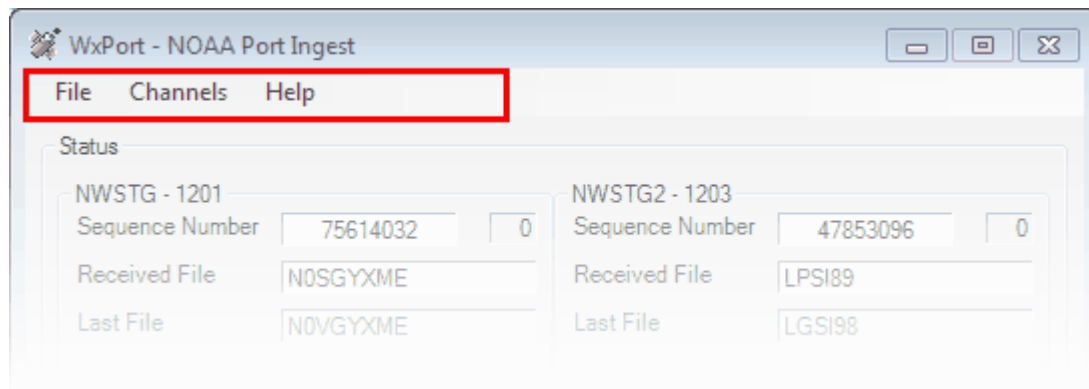 WxPort - NOAA Port Ingest
File Channels Help
Status
NWSTG - 1201 NWSTG2 - 1203
Sequence Number 75614032 0 Sequence Number 47853096 0
Received File N0SGYXME Received File LPSI89
Last File N0VGYXME Last File LGSI98